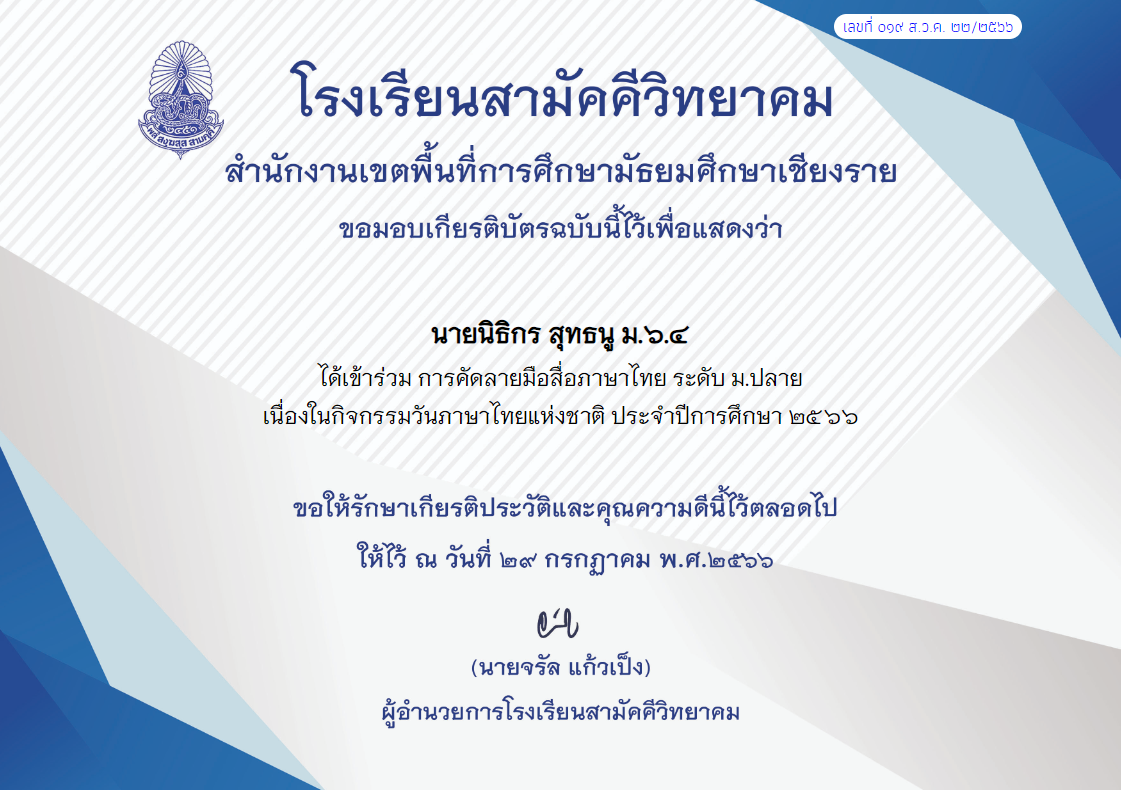 เลขที่ ๐๑๙ ส.ว.ค. ๒๒/๒๕๖๖
โรงเรียนสามัคคีวิทยาคม
สำนักงานเขตพื้นที่การศึกษามัธยมศึกษาเชียงราย
ขอมอบเกียรติบัตรฉบับนี้ไว้เพื่อแสดงว่า
นายนิธิกร สุทธนู ม.๖.๔
ได้เข้าร่วม การคัดลายมือสื่อภาษาไทย ระดับ ม.ปลาย
เนื่องในกิจกรรมวันภาษาไทยแห่งชาติ ประจำปีการศึกษา ๒๕๖๖
ขอให้รักษาเกียรติประวัติและคุณความดีนี้ไว้ตลอดไป
ให้ไว้ ณ วันที่ ๒๙ กรกฎาคม พ.ศ.๒๕๖๖
(นายจรัล แก้วเป็ง)
ผู้อำนวยการโรงเรียนสามัคคีวิทยาคม